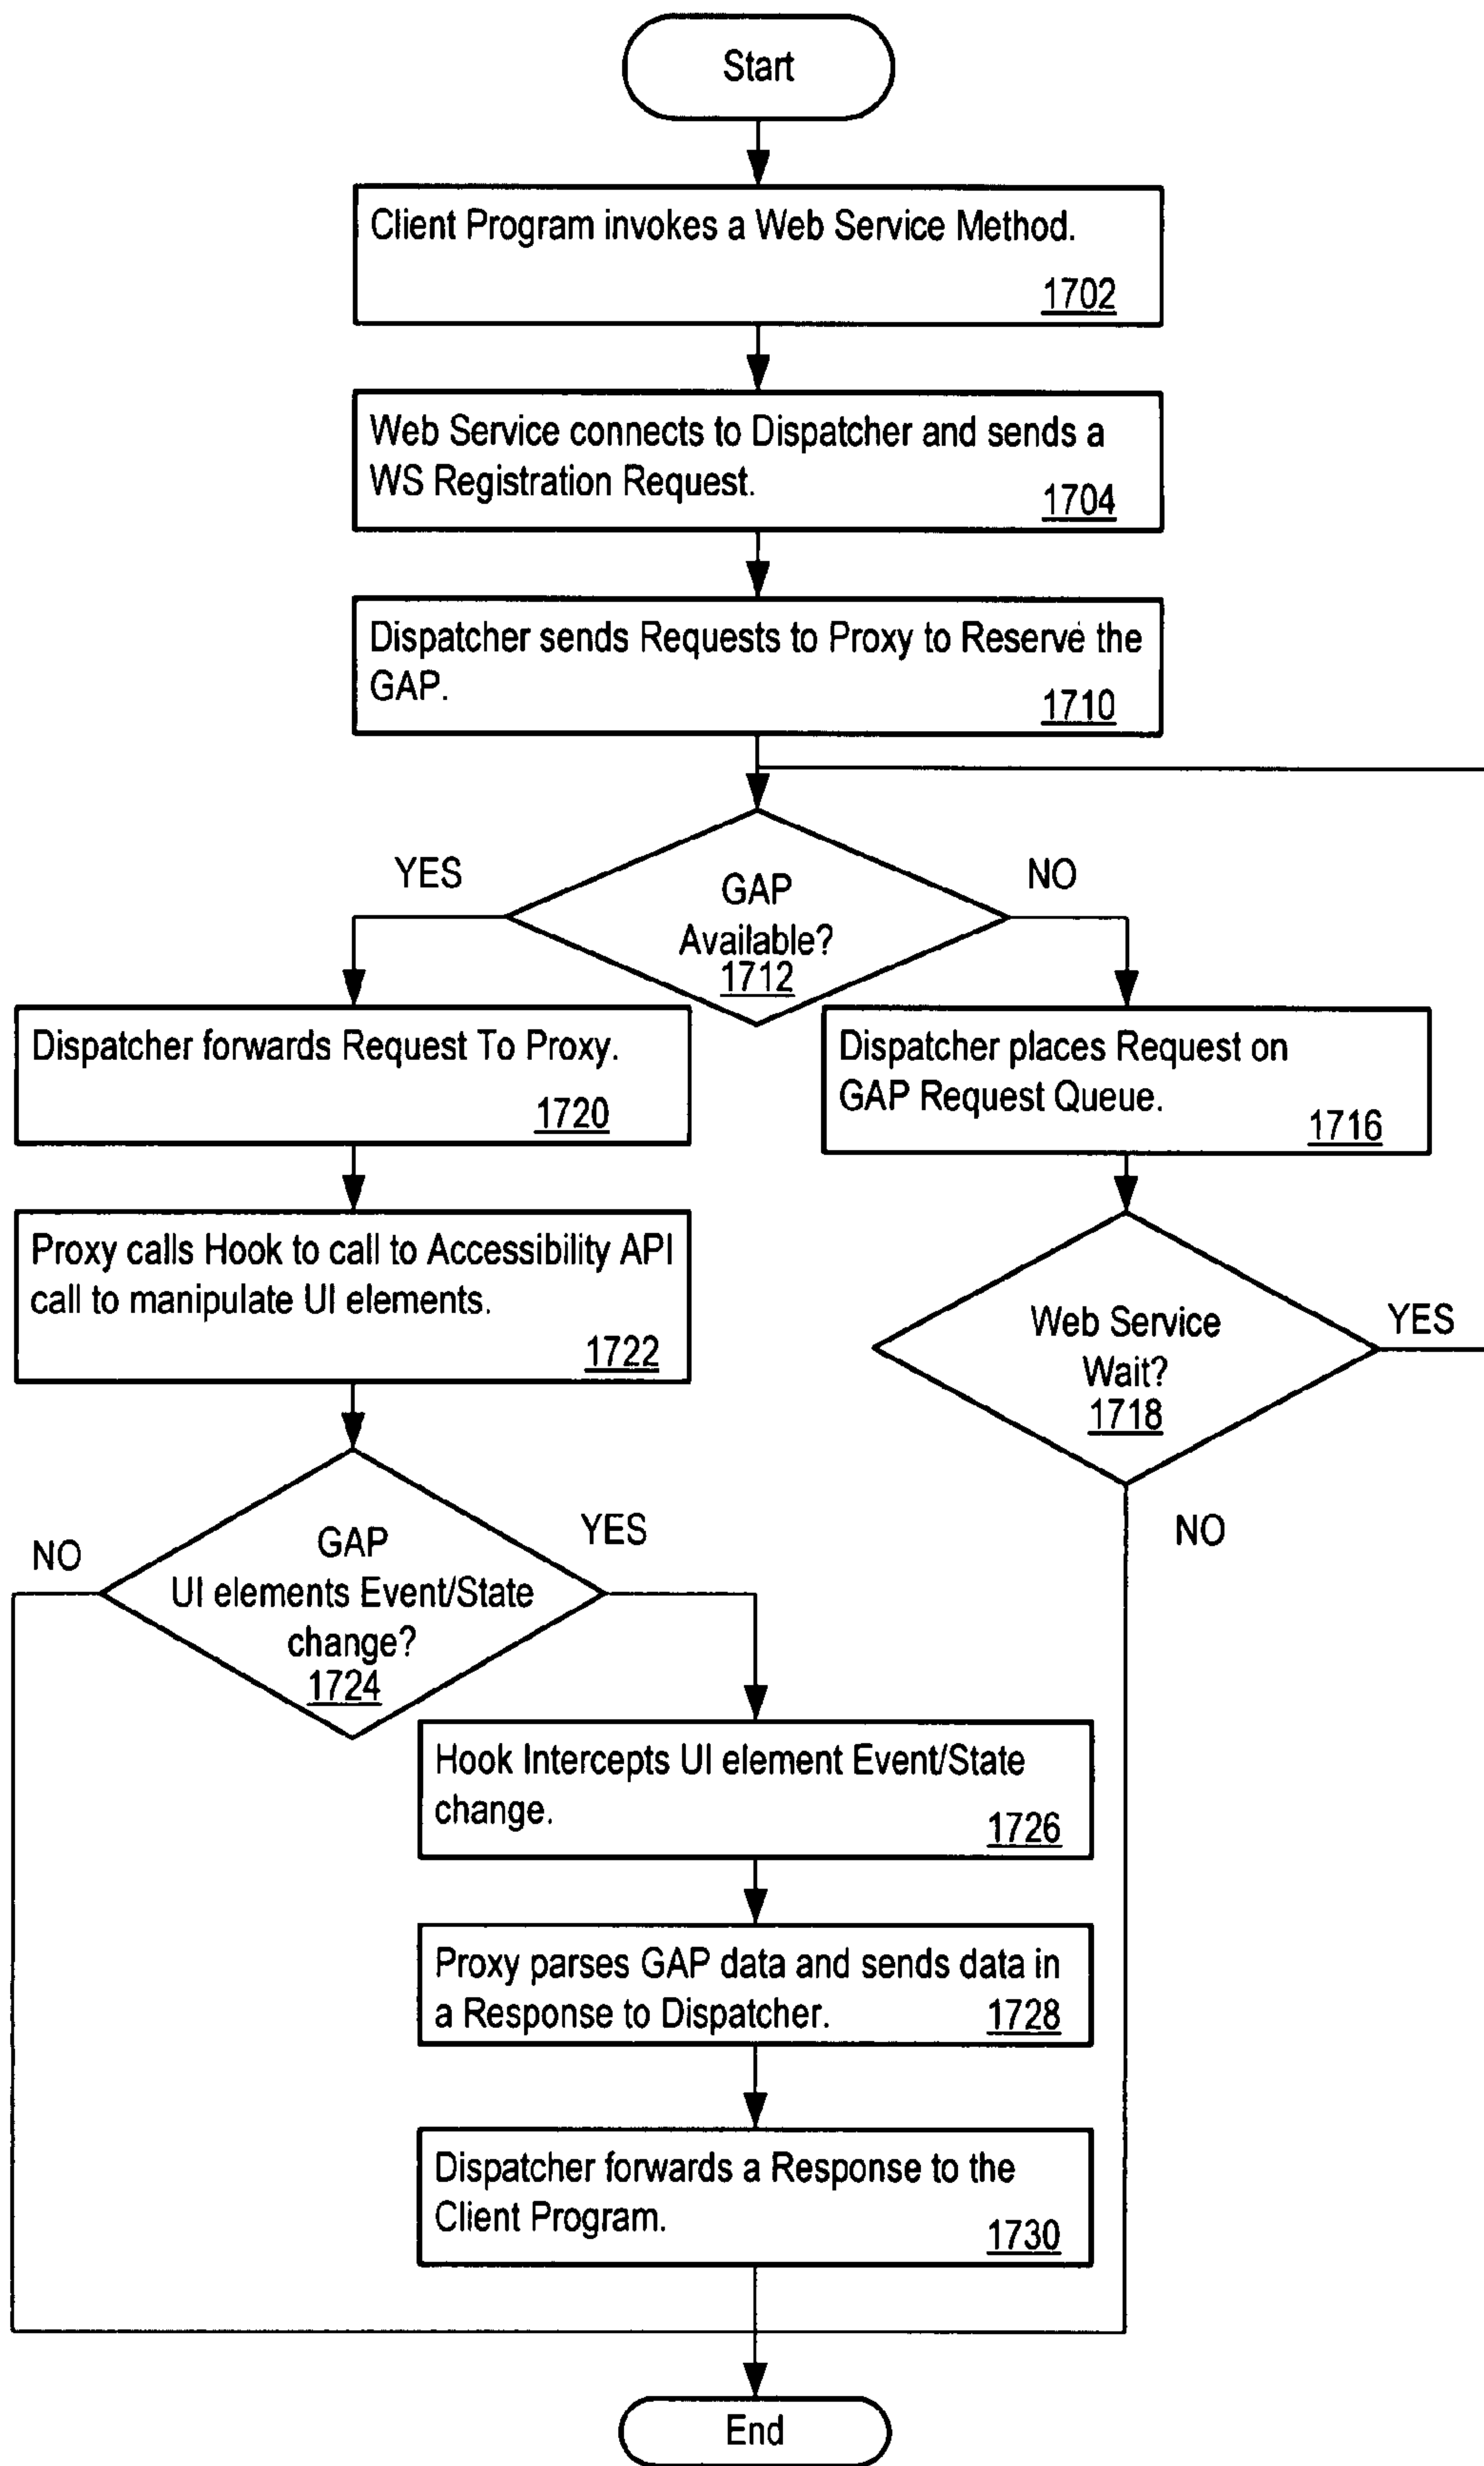 Start
Client Program invokes a Web Service Method.
1702
Web Service connects to Dispatcher and sends a
WS Registration Request.
1704
Dispatcher sends Requests to Proxy to Reserve the
GAP.
1710
YES
NO
GAP
Available?
1712
Dispatcher forwards Request To Proxy.
1720
Dispatcher places Request on
GAP Request Queue.
1716
Proxy calls Hook to call to Accessibility API
call to manipulate UI elements.
1722
Web Service
Wait?
1718
YES
NO
NO
GAP
UI elements Event/State
change?
1724
YES
Hook Intercepts UI element Event/State
change.
1726
Proxy parses GAP data and sends data in
a Response to Dispatcher.
1728
Dispatcher forwards a Response to the
Client Program.
1730
End